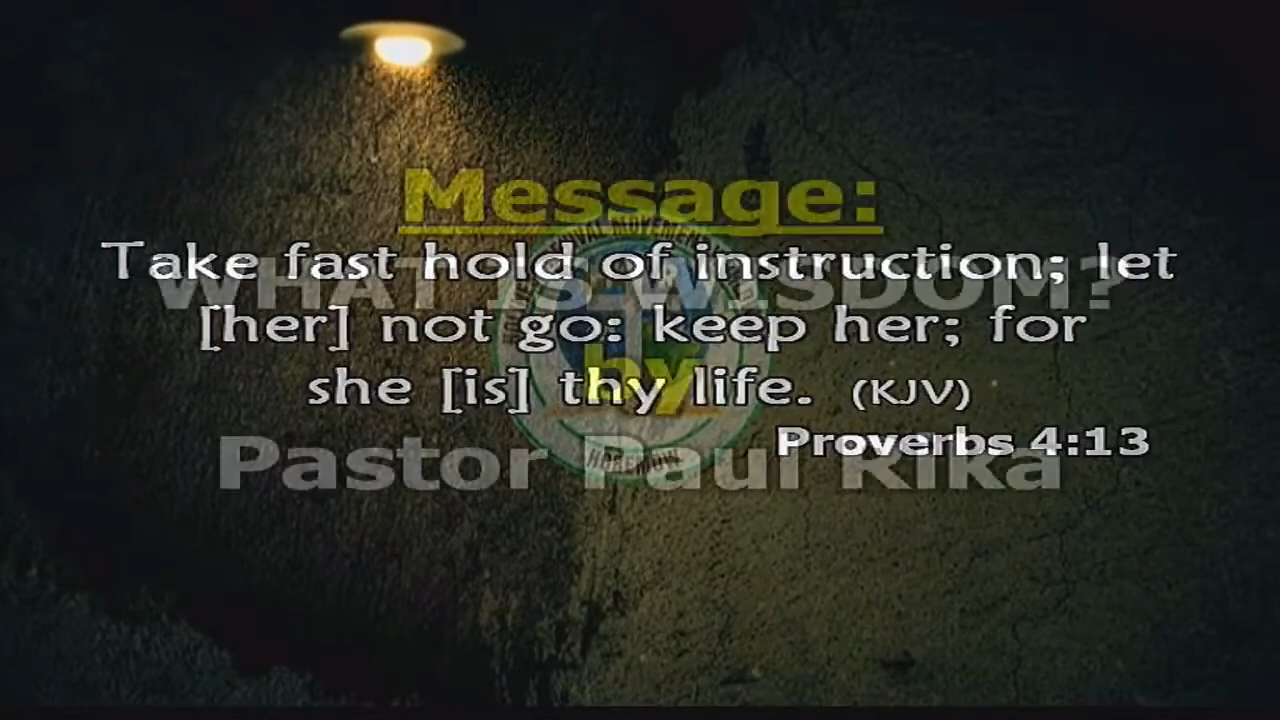 Message:
Take fast hold of instruction; let
WHAT IS WISDOM?
[her] not go: keep her; for
by
she [is] thy life. (KJV)
Proverbs 4:13
Pastor Paul Rika